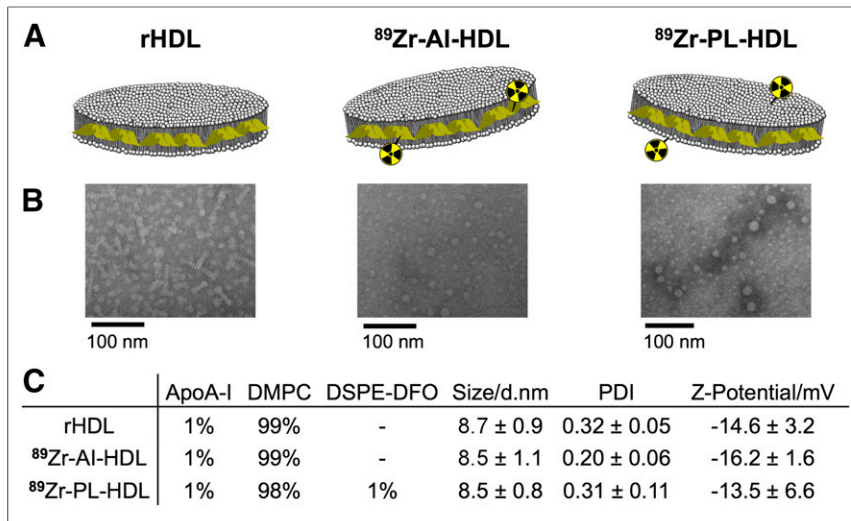 A
rHDL ⁸⁹Zr-AI-HDL ⁸⁹Zr-PL-HDL
B
100 nm 100 nm 100 nm
C ApoA-I DMPC DSPE-DFO Size/d.nm PDI Z-Potential/mV
rHDL 1% 99% - 8.7 ± 0.9 0.32 ± 0.05 -14.6 ± 3.2
⁸⁹Zr-AI-HDL 1% 99% - 8.5 ± 1.1 0.20 ± 0.06 -16.2 ± 1.6
⁸⁹Zr-PL-HDL 1% 98% 1% 8.5 ± 0.8 0.31 ± 0.11 -13.5 ± 6.6